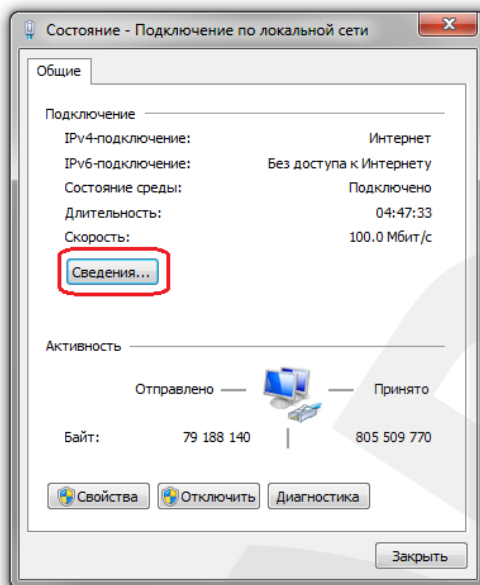 Состояние - Подключение по локальной сети
Общие
Подключение
IPv4-подключение: Интернет
IPv6-подключение: Без доступа к Интернету
Состояние среды: Подключено
Длительность: 04:47:33
Скорость: 100.0 Мбит/с
Сведения...
Активность
Отправлено — — Принято
Байт: 79 188 140 | 805 509 770
Свойства Отключить Диагностика
Закрыть